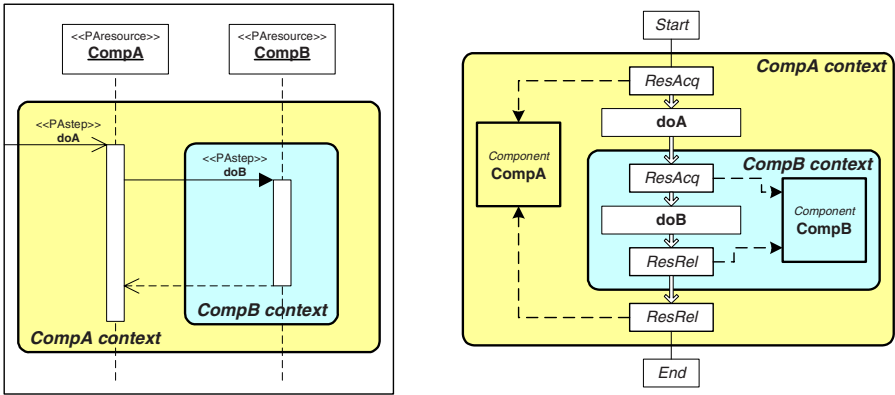 <<PAresource>>
CompA
<<PAresource>>
CompB
<<PAstep>>
doA
<<PAstep>>
doB
CompB context
CompA context
Start
CompA context
ResAcq
doA
Component
CompA
CompB context
ResAcq
Component
CompB
doB
ResRel
ResRel
End